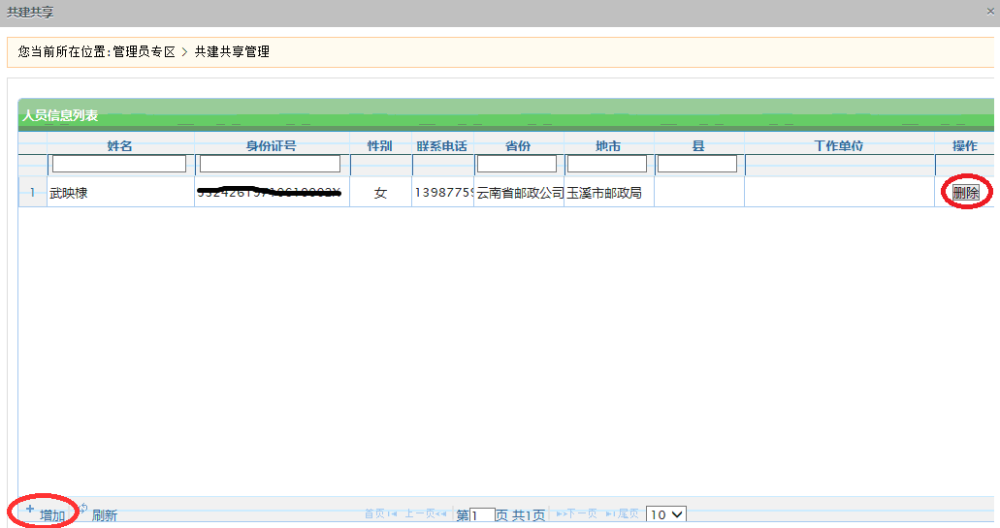 共建共享 ×
您当前所在位置:管理员专区 > 共建共享管理
人员信息列表
姓名 身份证号 性别 联系电话 省份 地市 县 工作单位 操作
1 武映棣 女 13987759 云南省邮政公司 玉溪市邮政局 删除
+ 增加 刷新 首页 上一页 第1页 共1页 下一页 尾页 10